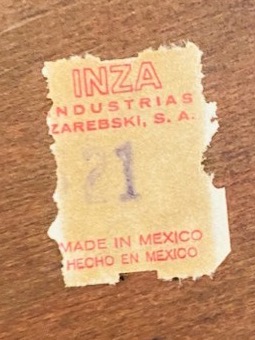 INZA
INDUSTRIAS
ZAREBSKI, S. A.
21
MADE IN MEXICO
HECHO EN MEXICO